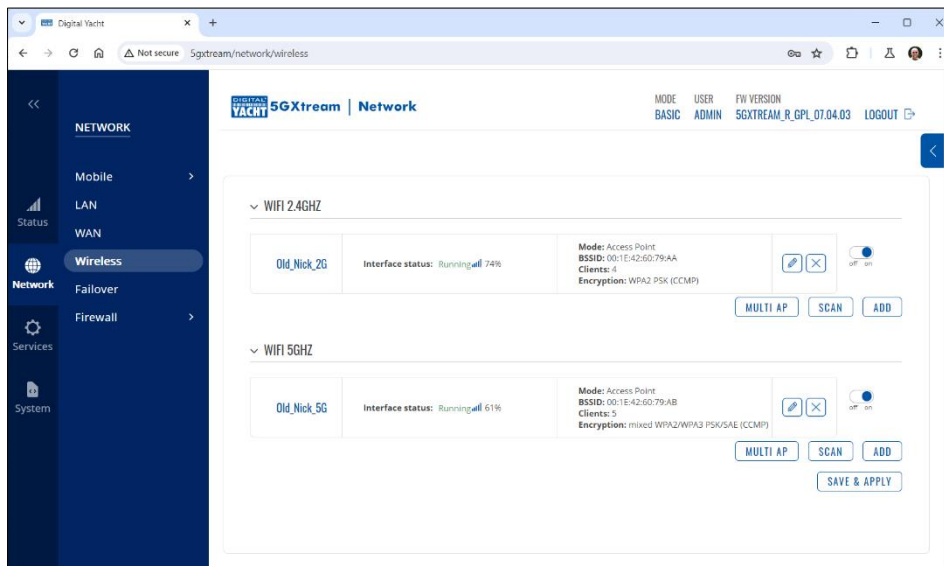 Digital Yacht
Not secure 5gxtream/network/wireless
DIGITAL YACHT 5GXtream | Network
MODE USER FW VERSION
BASIC ADMIN 5GXTREAM_R_GPL_07.04.03 LOGOUT
NETWORK
Mobile
LAN
WAN
Wireless
Failover
Firewall
Status
Network
Services
System
WIFI 2.4GHZ
Old_Nick_2G
Interface status: Running 74%
Mode: Access Point
BSSID: 00:1E:42:60:79:AA
Clients: 4
Encryption: WPA2 PSK (CCMP)
off on
MULTI AP SCAN ADD
WIFI 5GHZ
Old_Nick_5G
Interface status: Running 61%
Mode: Access Point
BSSID: 00:1E:42:60:79:AB
Clients: 5
Encryption: mixed WPA2/WPA3 PSK/SAE (CCMP)
off on
MULTI AP SCAN ADD
SAVE & APPLY